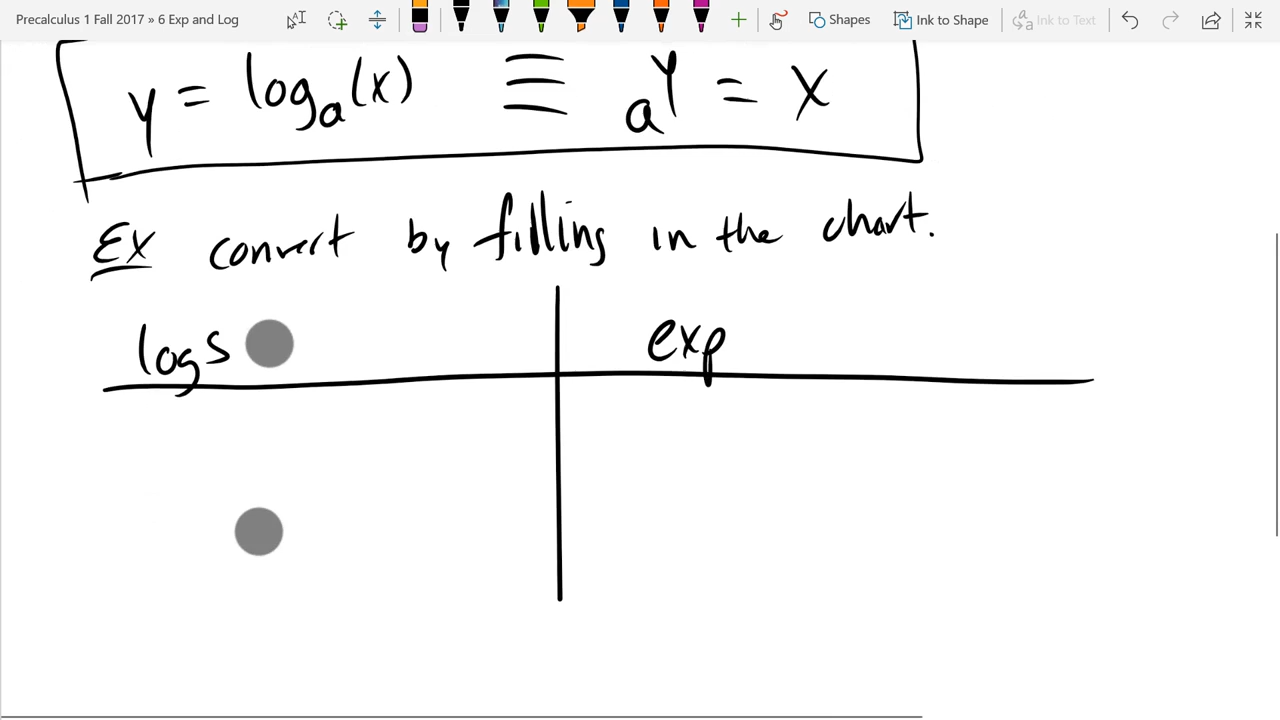 Precalculus 1 Fall 2017 » 6 Exp and Log
Shapes
Ink to Shape
Ink to Text
y = logₐ(x) ≡ a^y = x
Ex convert by filling in the chart.
logs
exp